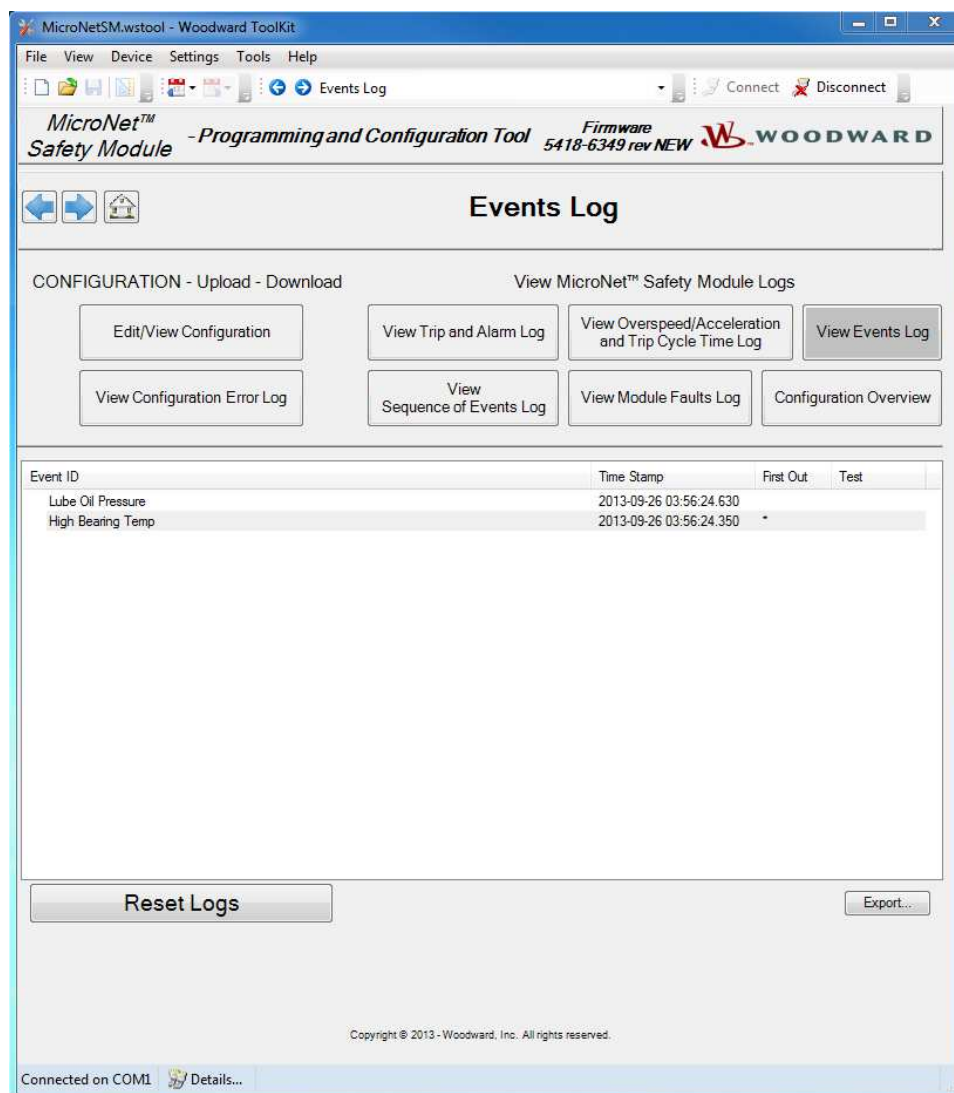 MicroNetSM.wstool - Woodward ToolKit
File View Device Settings Tools Help
Events Log Connect Disconnect
MicroNet™
Safety Module
- Programming and Configuration Tool
Firmware
5418-6349 rev NEW
WOODWARD
Events Log
CONFIGURATION - Upload - Download
View MicroNet™ Safety Module Logs
Edit/View Configuration
View Trip and Alarm Log
View Overspeed/Acceleration
and Trip Cycle Time Log
View Events Log
View Configuration Error Log
View
Sequence of Events Log
View Module Faults Log
Configuration Overview
Event ID Time Stamp First Out Test
Lube Oil Pressure 2013-09-26 03:56:24.630
High Bearing Temp 2013-09-26 03:56:24.350 *
Reset Logs
Export...
Copyright © 2013 - Woodward, Inc. All rights reserved.
Connected on COM1 Details...